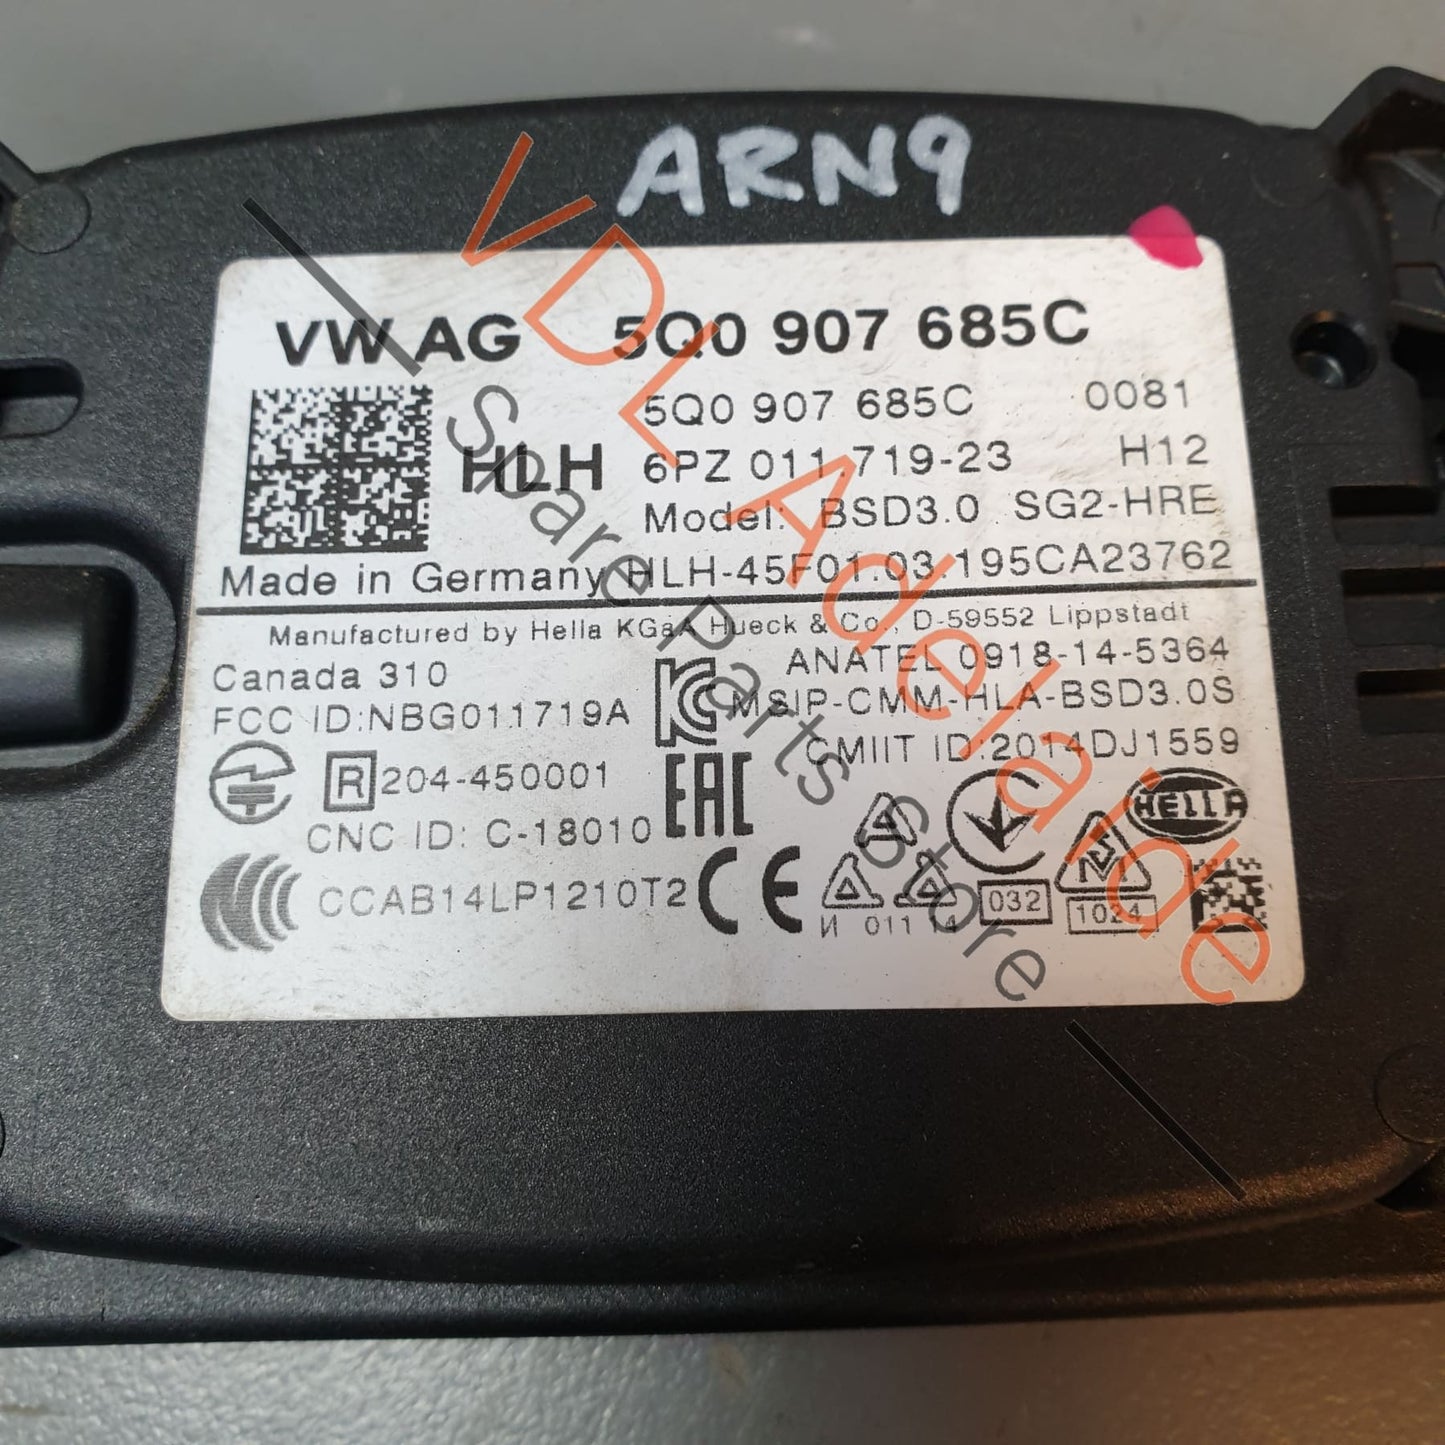 ARN9
VW AG 5Q0 907 685C
5Q0 907 685C 0081
HLH 6PZ 011.719-23 H12
Model: BSD3.0 SG2-HRE
Made in Germany HLH-45F01.03.195CA23762
Manufactured by Hella KGaA Hueck & Co., D-59552 Lippstadt
Canada 310 ANATEL 0918-14-5364
FCC ID:NBG011719A MSIP-CMM-HLA-BSD3.0S
CMIIT ID:2014DJ1559
R 204-450001 EAC HELLA
CNC ID: C-18010
CCAB14LP1210T2 CE 032 1024
И 01114
VDL Adelaide
Spare Parts Store